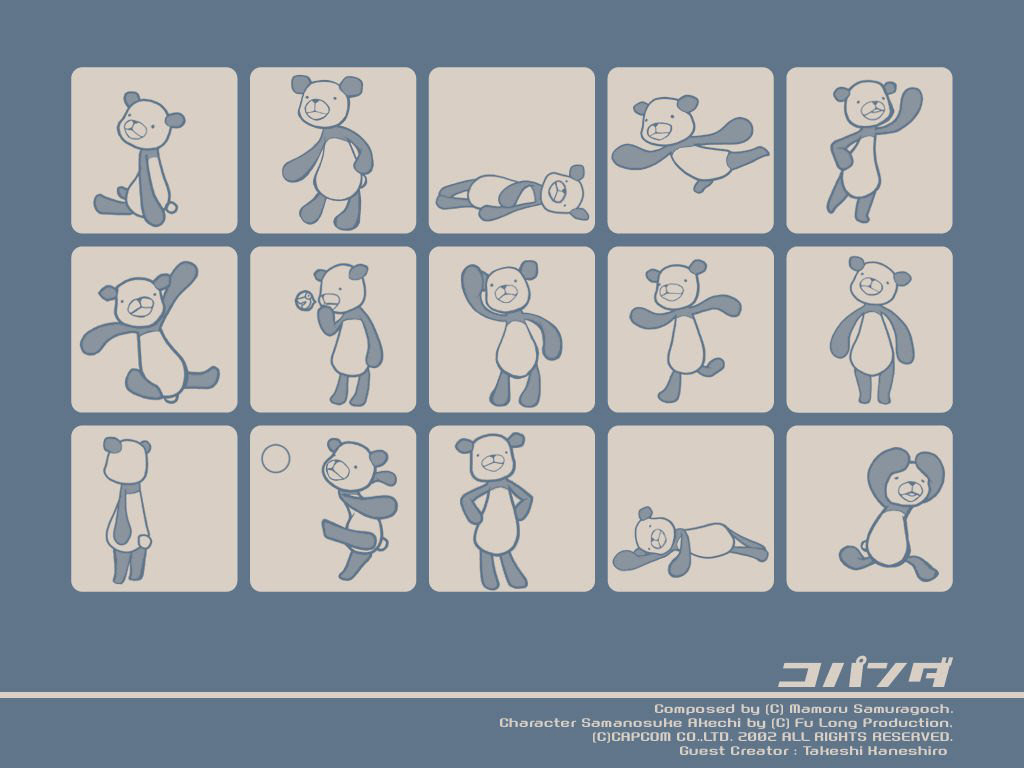 コパンダ
Composed by (C) Mamoru Samuragoch.
Character Samanosuke Akechi by (C) Fu Long Production.
(C)CAPCOM CO.,LTD. 2002 ALL RIGHTS RESERVED.
Guest Creator : Takeshi Kaneshiro